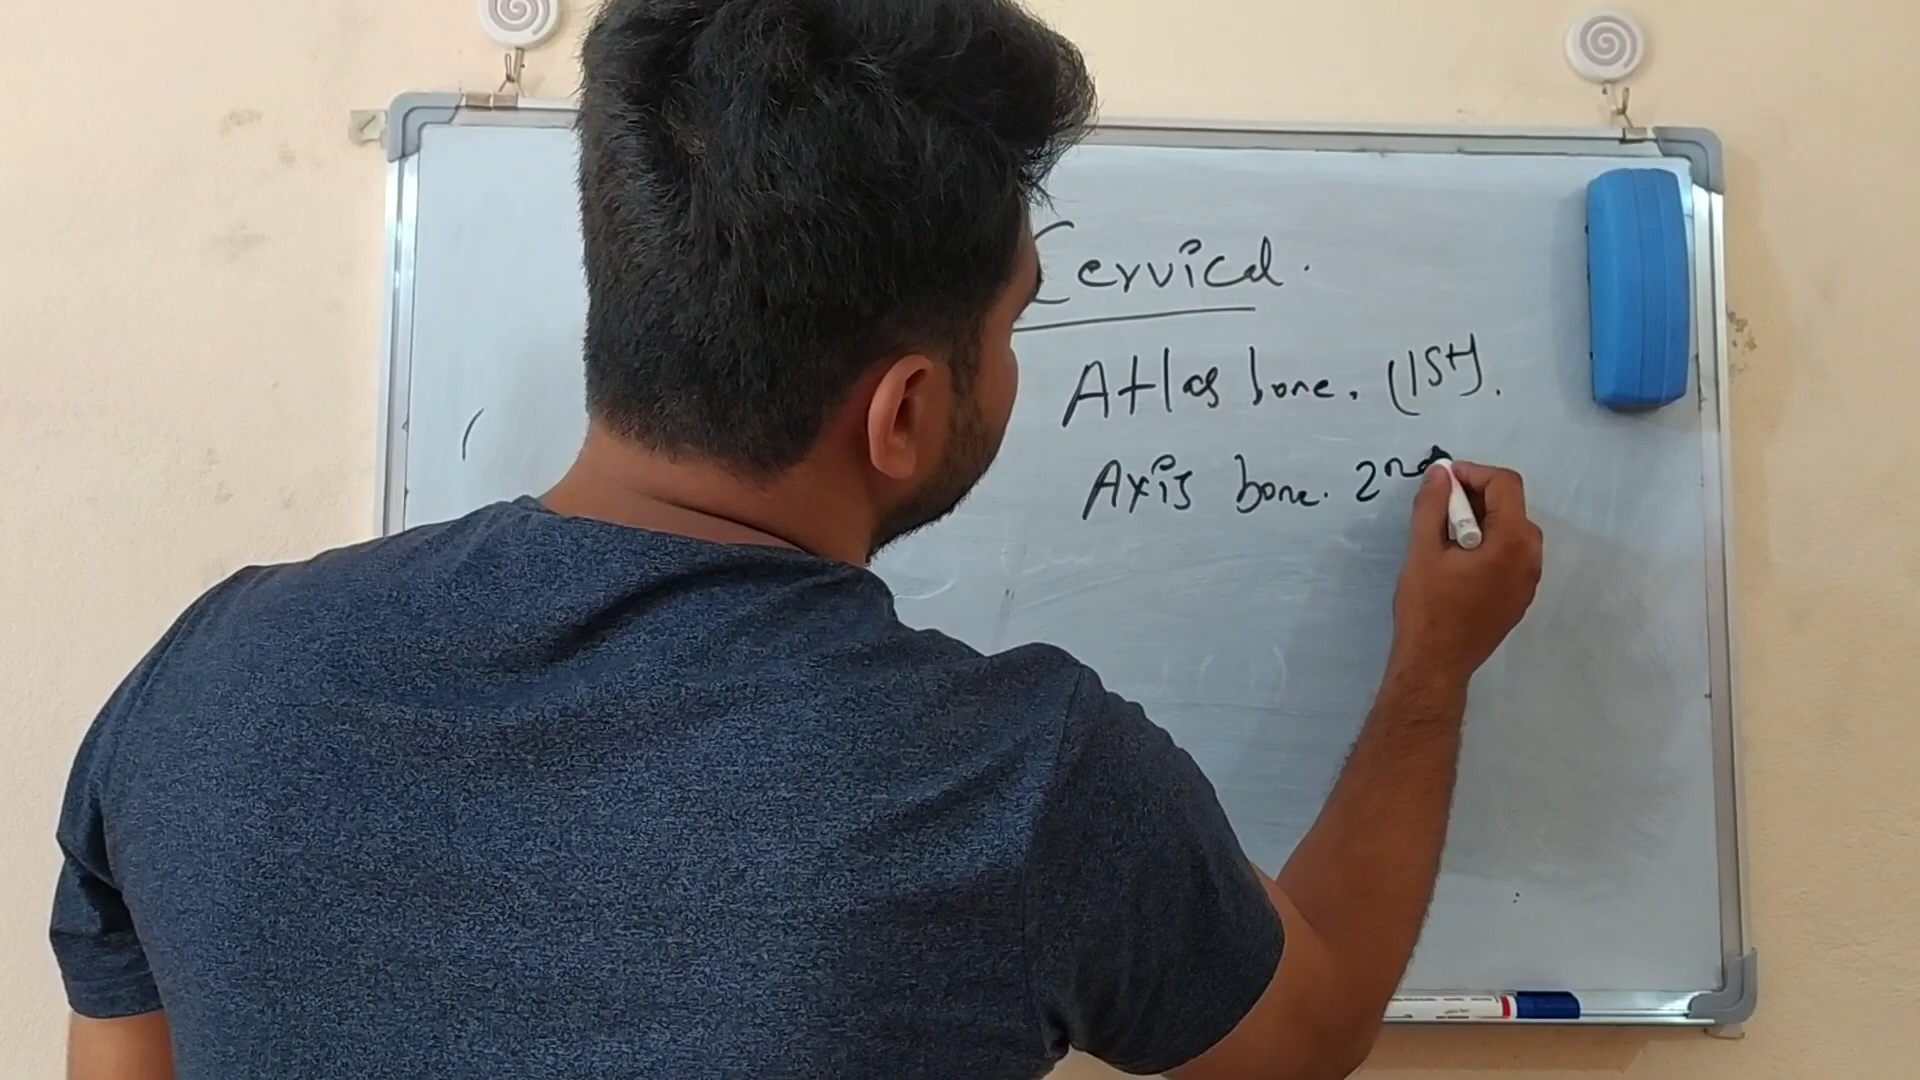 Cervical.
Atlas bone. (1st).
Axis bone. 2nd
(